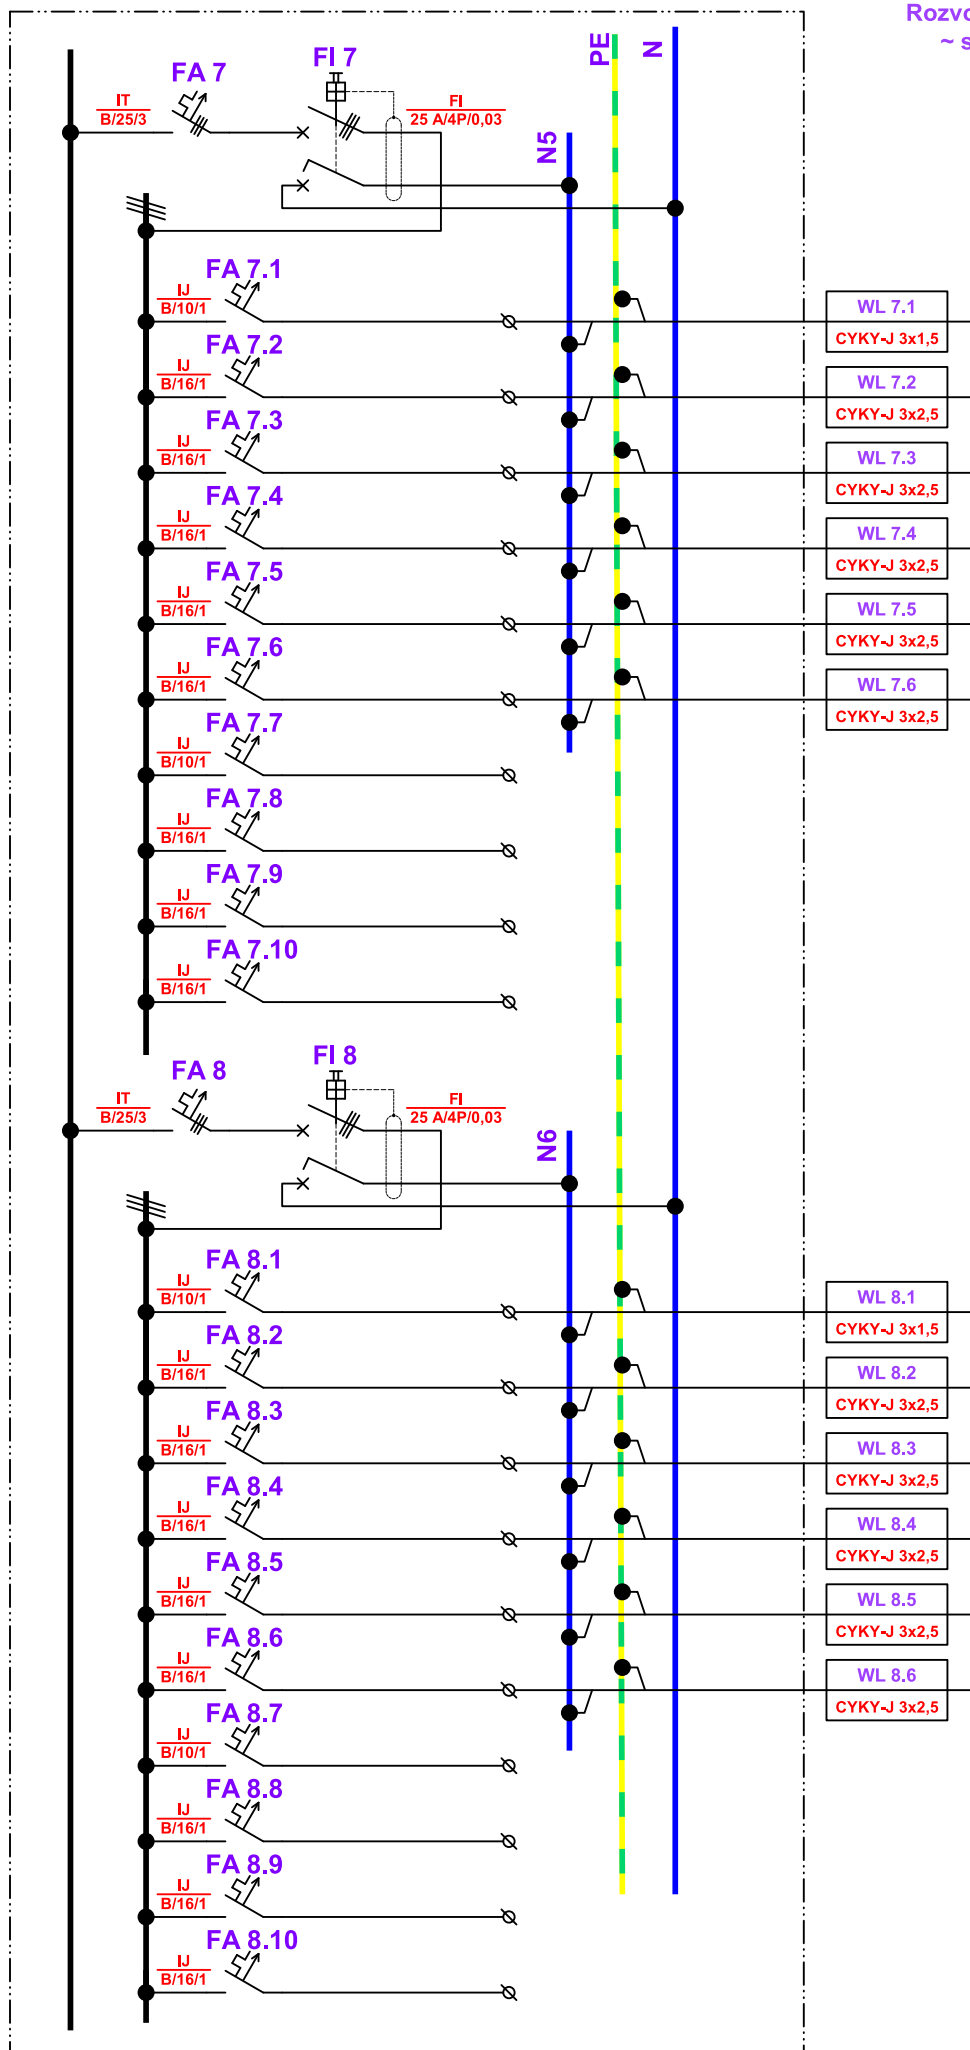 Rozvo
~ s
FA 7
FI 7
PE
N
IT
B/25/3
FI
25 A/4P/0,03
N5
FA 7.1
IJ
B/10/1
WL 7.1
CYKY-J 3x1,5
FA 7.2
IJ
B/16/1
WL 7.2
CYKY-J 3x2,5
FA 7.3
IJ
B/16/1
WL 7.3
CYKY-J 3x2,5
FA 7.4
IJ
B/16/1
WL 7.4
CYKY-J 3x2,5
FA 7.5
IJ
B/16/1
WL 7.5
CYKY-J 3x2,5
FA 7.6
IJ
B/16/1
WL 7.6
CYKY-J 3x2,5
FA 7.7
IJ
B/10/1
FA 7.8
IJ
B/16/1
FA 7.9
IJ
B/16/1
FA 7.10
IJ
B/16/1
FA 8
FI 8
IT
B/25/3
FI
25 A/4P/0,03
N6
FA 8.1
IJ
B/10/1
WL 8.1
CYKY-J 3x1,5
FA 8.2
IJ
B/16/1
WL 8.2
CYKY-J 3x2,5
FA 8.3
IJ
B/16/1
WL 8.3
CYKY-J 3x2,5
FA 8.4
IJ
B/16/1
WL 8.4
CYKY-J 3x2,5
FA 8.5
IJ
B/16/1
WL 8.5
CYKY-J 3x2,5
FA 8.6
IJ
B/16/1
WL 8.6
CYKY-J 3x2,5
FA 8.7
IJ
B/10/1
FA 8.8
IJ
B/16/1
FA 8.9
IJ
B/16/1
FA 8.10
IJ
B/16/1